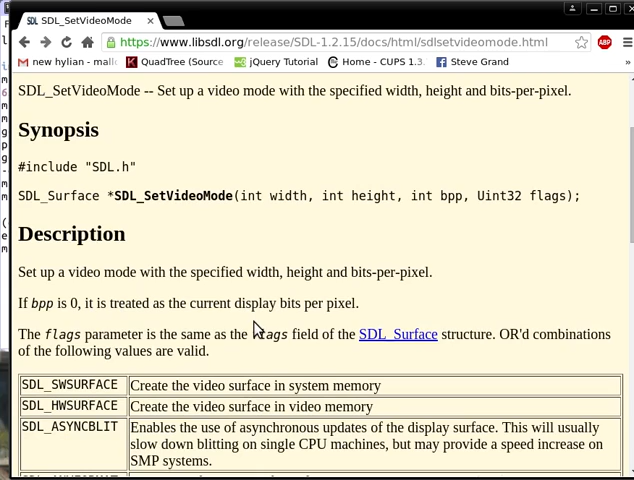 SDL SDL_SetVideoMode
https://www.libsdl.org/release/SDL-1.2.15/docs/html/sdlsetvideomode.html
ABP
new hylian - mail QuadTree (Source jQuery Tutorial Home - CUPS 1.3. Steve Grand
SDL_SetVideoMode -- Set up a video mode with the specified width, height and bits-per-pixel.
Synopsis
#include "SDL.h"
SDL_Surface *SDL_SetVideoMode(int width, int height, int bpp, Uint32 flags);
Description
Set up a video mode with the specified width, height and bits-per-pixel.
If bpp is 0, it is treated as the current display bits per pixel.
The flags parameter is the same as the flags field of the SDL_Surface structure. OR'd combinations
of the following values are valid.
SDL_SWSURFACE Create the video surface in system memory
SDL_HWSURFACE Create the video surface in video memory
SDL_ASYNCBLIT Enables the use of asynchronous updates of the display surface. This will usually
slow down blitting on single CPU machines, but may provide a speed increase on
SMP systems.